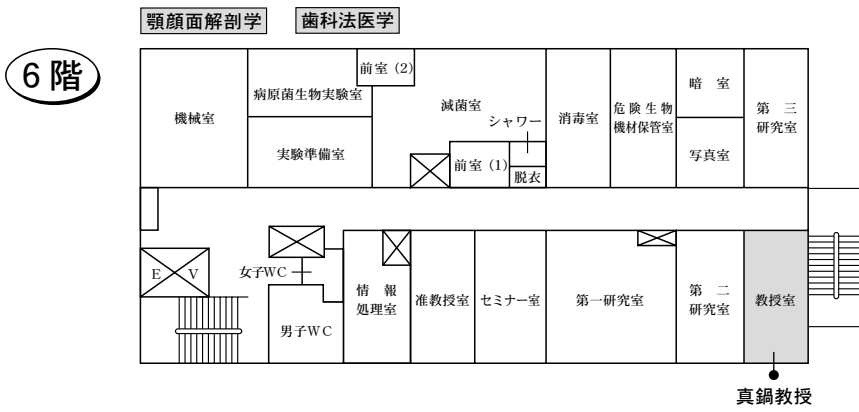 顎顔面解剖学 歯科法医学
6階
前室(2)
病原菌生物実験室
機械室
実験準備室
滅菌室
シャワー
前室(1)
脱衣
消毒室
危険生物
機材保管室
暗室
写真室
第三
研究室
EV
女子WC
男子WC
情報
処理室
准教授室
セミナー室
第一研究室
第二
研究室
教授室
真鍋教授